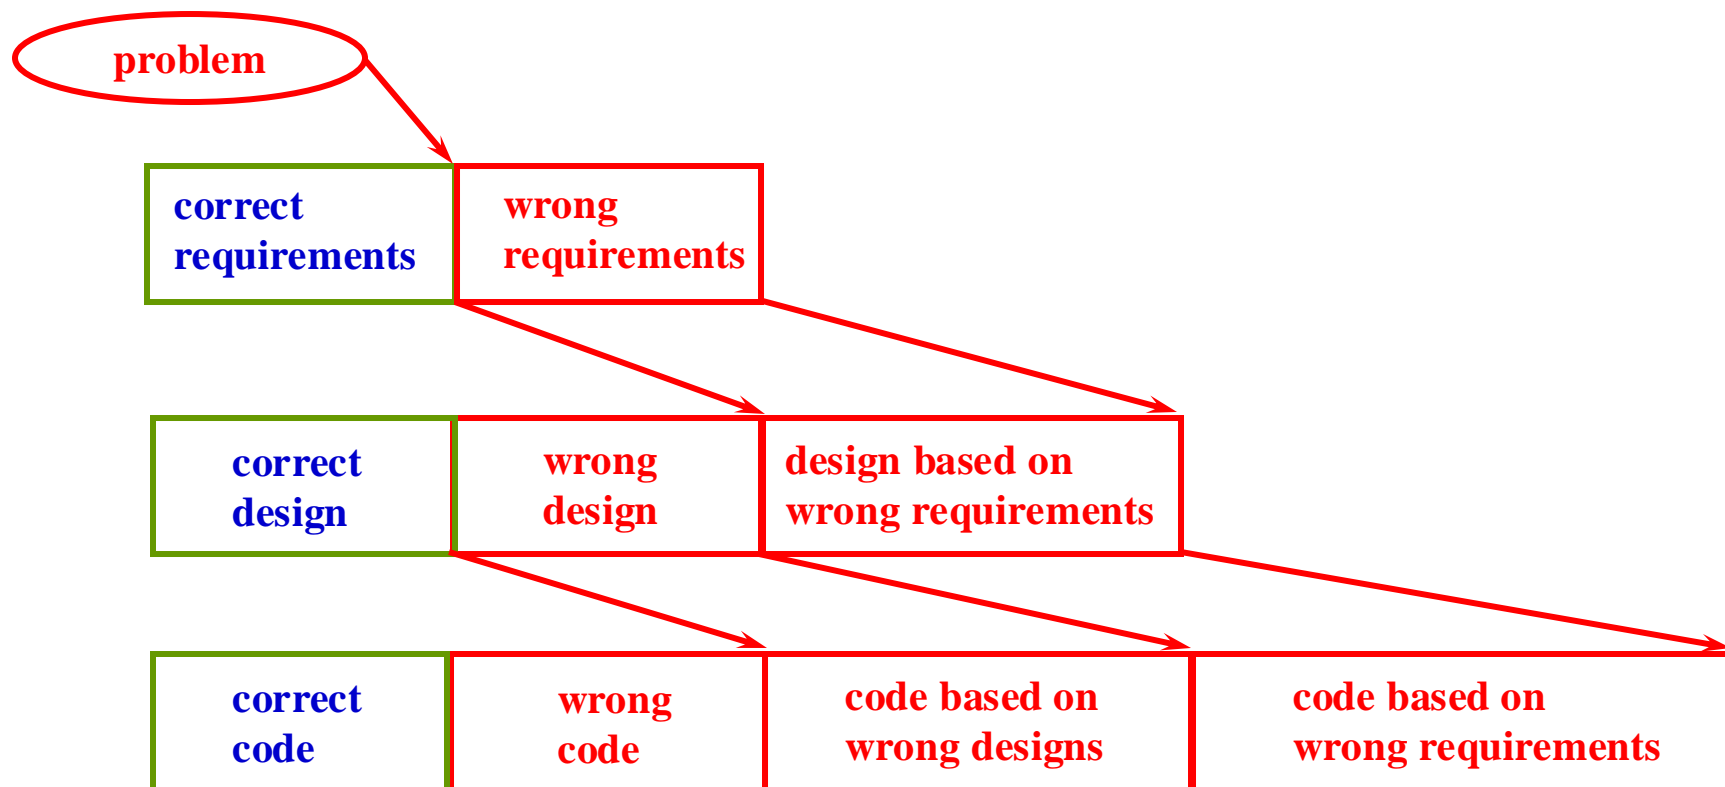 problem
correct
requirements
wrong
requirements
correct
design
wrong
design
design based on
wrong requirements
correct
code
wrong
code
code based on
wrong designs
code based on
wrong requirements